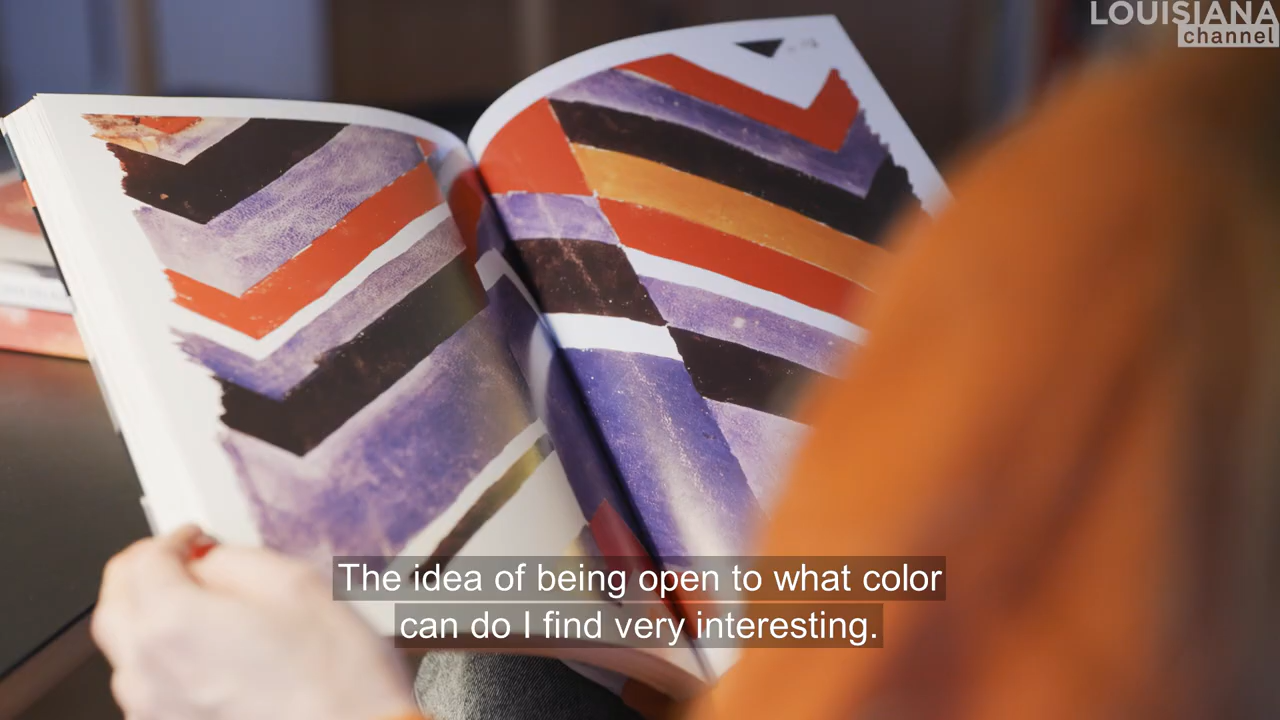 LOUISIANA
channel
The idea of being open to what color
can do I find very interesting.